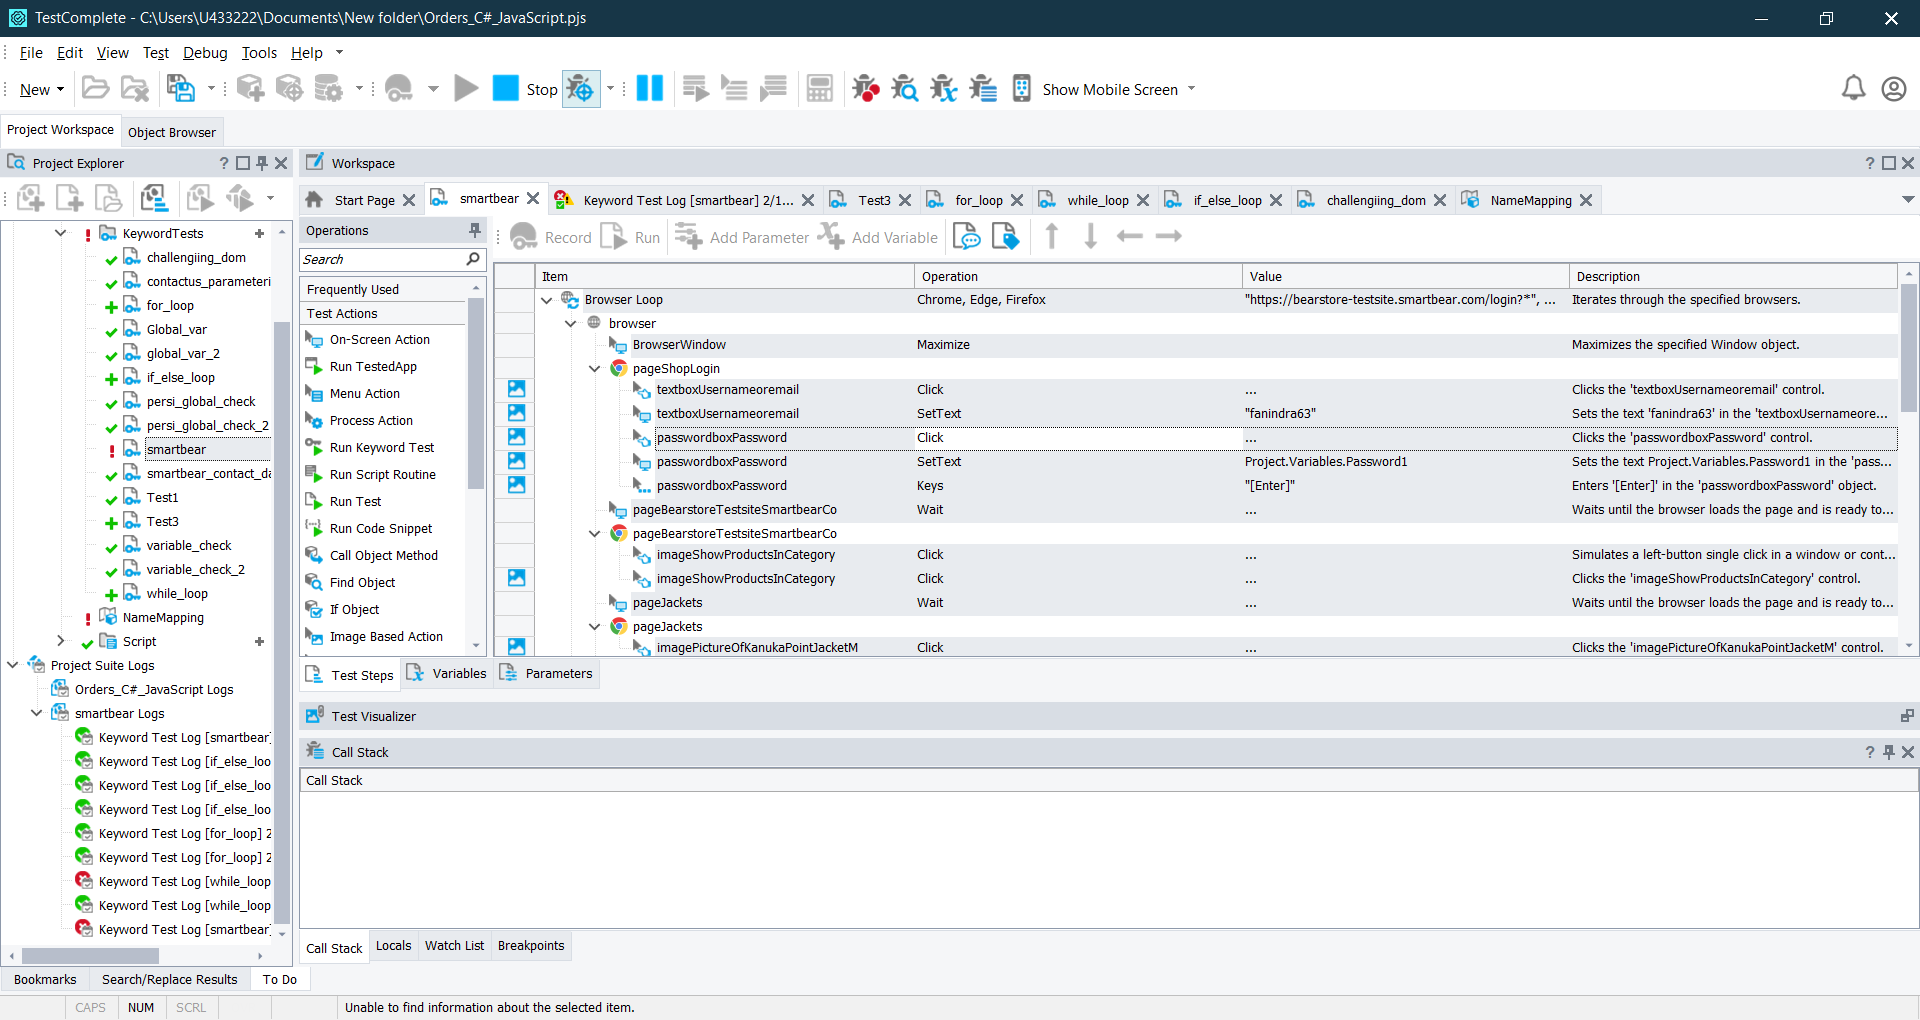 TestComplete - C:\Users\U433222\Documents\New folder\Orders_C#_JavaScript.pjs
File Edit View Test Debug Tools Help
New Stop Show Mobile Screen
Project Workspace Object Browser
Project Explorer ?
KeywordTests
challengiing_dom
contactus_parameteri
for_loop
Global_var
global_var_2
if_else_loop
persi_global_check
persi_global_check_2
smartbear
smartbear_contact_da
Test1
Test3
variable_check
variable_check_2
while_loop
NameMapping
Script
Project Suite Logs
Orders_C#_JavaScript Logs
smartbear Logs
Keyword Test Log [smartbear]
Keyword Test Log [if_else_loo
Keyword Test Log [if_else_loo
Keyword Test Log [if_else_loo
Keyword Test Log [for_loop] 2
Keyword Test Log [for_loop] 2
Keyword Test Log [while_loop
Keyword Test Log [while_loop
Keyword Test Log [smartbear]
Workspace ?
Start Page smartbear Keyword Test Log [smartbear] 2/1... Test3 for_loop while_loop if_else_loop challengiing_dom NameMapping
Operations
Search
Frequently Used
Test Actions
On-Screen Action
Run TestedApp
Menu Action
Process Action
Run Keyword Test
Run Script Routine
Run Test
Run Code Snippet
Call Object Method
Find Object
If Object
Image Based Action
Record Run Add Parameter Add Variable
Item Operation Value Description
Browser Loop Chrome, Edge, Firefox "https://bearstore-testsite.smartbear.com/login?*", ... Iterates through the specified browsers.
browser
BrowserWindow Maximize Maximizes the specified Window object.
pageShopLogin
textboxUsernameoremail Click ... Clicks the 'textboxUsernameoremail' control.
textboxUsernameoremail SetText "fanindra63" Sets the text 'fanindra63' in the 'textboxUsernameore...
passwordboxPassword Click ... Clicks the 'passwordboxPassword' control.
passwordboxPassword SetText Project.Variables.Password1 Sets the text Project.Variables.Password1 in the 'pass...
passwordboxPassword Keys "[Enter]" Enters '[Enter]' in the 'passwordboxPassword' object.
pageBearstoreTestsiteSmartbearCo Wait ... Waits until the browser loads the page and is ready to...
pageBearstoreTestsiteSmartbearCo
imageShowProductsInCategory Click ... Simulates a left-button single click in a window or cont...
imageShowProductsInCategory Click ... Clicks the 'imageShowProductsInCategory' control.
pageJackets Wait ... Waits until the browser loads the page and is ready to...
pageJackets
imagePictureOfKanukaPointJacketM Click ... Clicks the 'imagePictureOfKanukaPointJacketM' control.
Test Steps Variables Parameters
Test Visualizer
Call Stack ?
Call Stack
Call Stack Locals Watch List Breakpoints
Bookmarks Search/Replace Results To Do
CAPS NUM SCRL Unable to find information about the selected item.